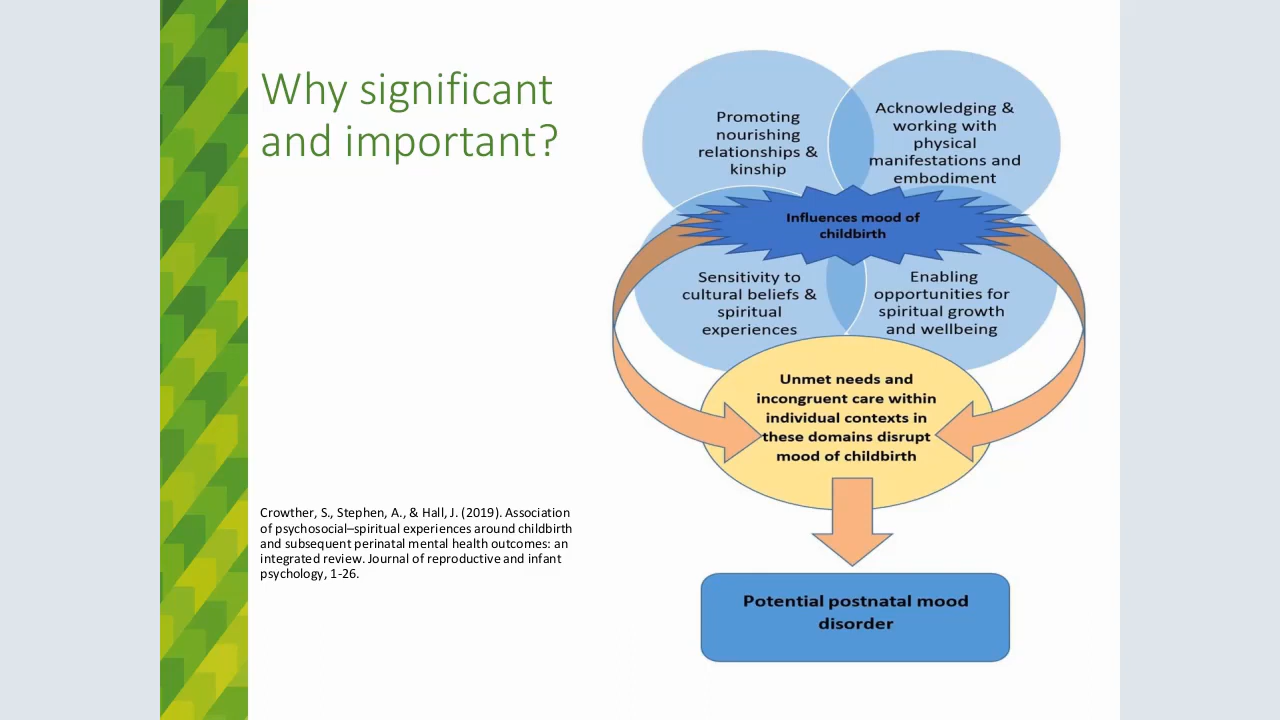 Why significant
and important?
Promoting
nourishing
relationships &
kinship
Acknowledging &
working with
physical
manifestations and
embodiment
Influences mood of
childbirth
Sensitivity to
cultural beliefs &
spiritual
experiences
Enabling
opportunities for
spiritual growth
and wellbeing
Unmet needs and
incongruent care within
individual contexts in
these domains disrupt
mood of childbirth
Potential postnatal mood
disorder
Crowther, S., Stephen, A., & Hall, J. (2019). Association
of psychosocial–spiritual experiences around childbirth
and subsequent perinatal mental health outcomes: an
integrated review. Journal of reproductive and infant
psychology, 1-26.